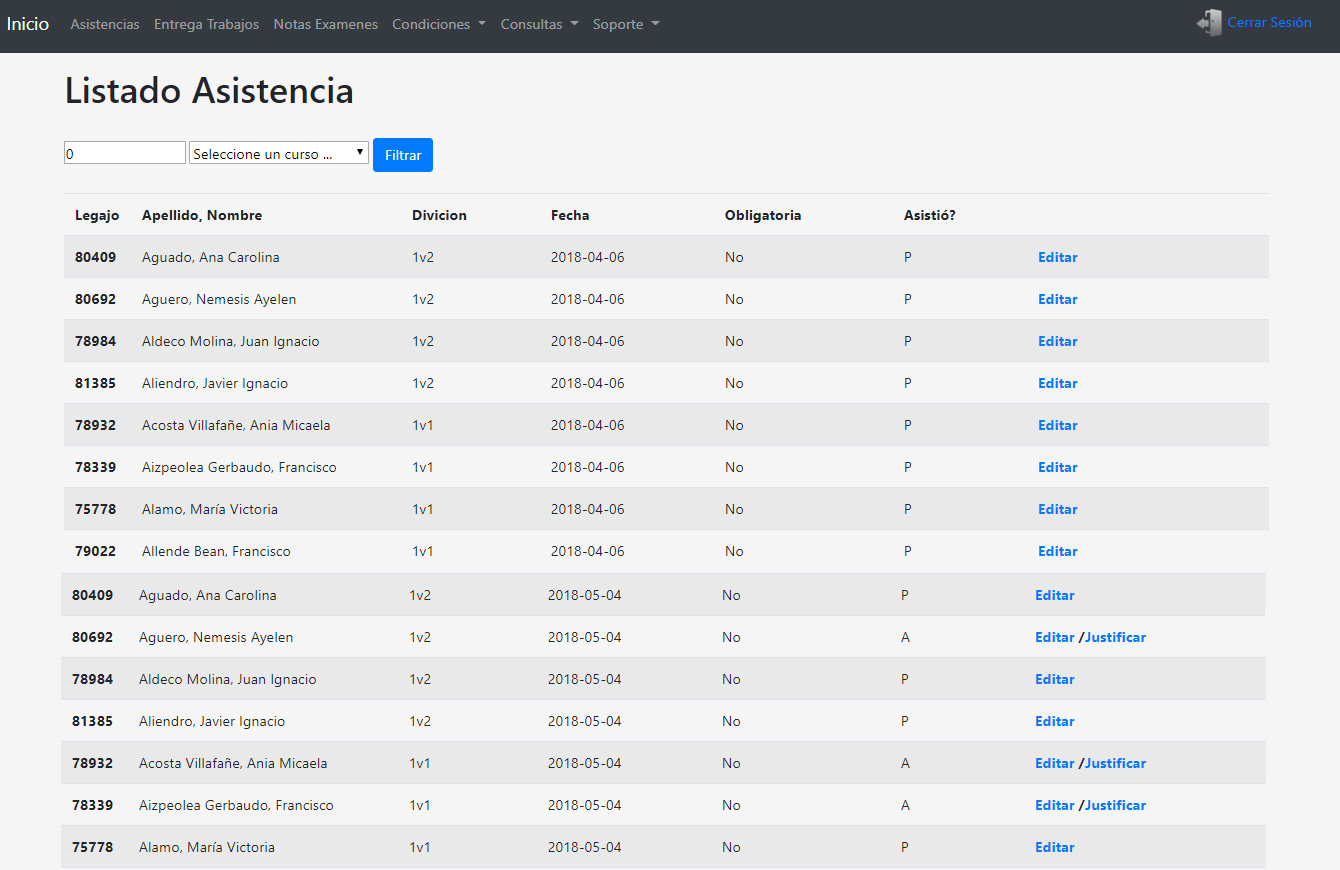 Inicio Asistencias Entrega Trabajos Notas Examenes Condiciones Consultas Soporte Cerrar Sesión
Listado Asistencia
0 Seleccione un curso ... Filtrar
Legajo Apellido, Nombre Divicion Fecha Obligatoria Asistió?
80409 Aguado, Ana Carolina 1v2 2018-04-06 No P Editar
80692 Aguero, Nemesis Ayelen 1v2 2018-04-06 No P Editar
78984 Aldeco Molina, Juan Ignacio 1v2 2018-04-06 No P Editar
81385 Aliendro, Javier Ignacio 1v2 2018-04-06 No P Editar
78932 Acosta Villafañe, Ania Micaela 1v1 2018-04-06 No P Editar
78339 Aizpeolea Gerbaudo, Francisco 1v1 2018-04-06 No P Editar
75778 Alamo, María Victoria 1v1 2018-04-06 No P Editar
79022 Allende Bean, Francisco 1v1 2018-04-06 No P Editar
80409 Aguado, Ana Carolina 1v2 2018-05-04 No P Editar
80692 Aguero, Nemesis Ayelen 1v2 2018-05-04 No A Editar /Justificar
78984 Aldeco Molina, Juan Ignacio 1v2 2018-05-04 No P Editar
81385 Aliendro, Javier Ignacio 1v2 2018-05-04 No P Editar
78932 Acosta Villafañe, Ania Micaela 1v1 2018-05-04 No A Editar /Justificar
78339 Aizpeolea Gerbaudo, Francisco 1v1 2018-05-04 No A Editar /Justificar
75778 Alamo, María Victoria 1v1 2018-05-04 No P Editar